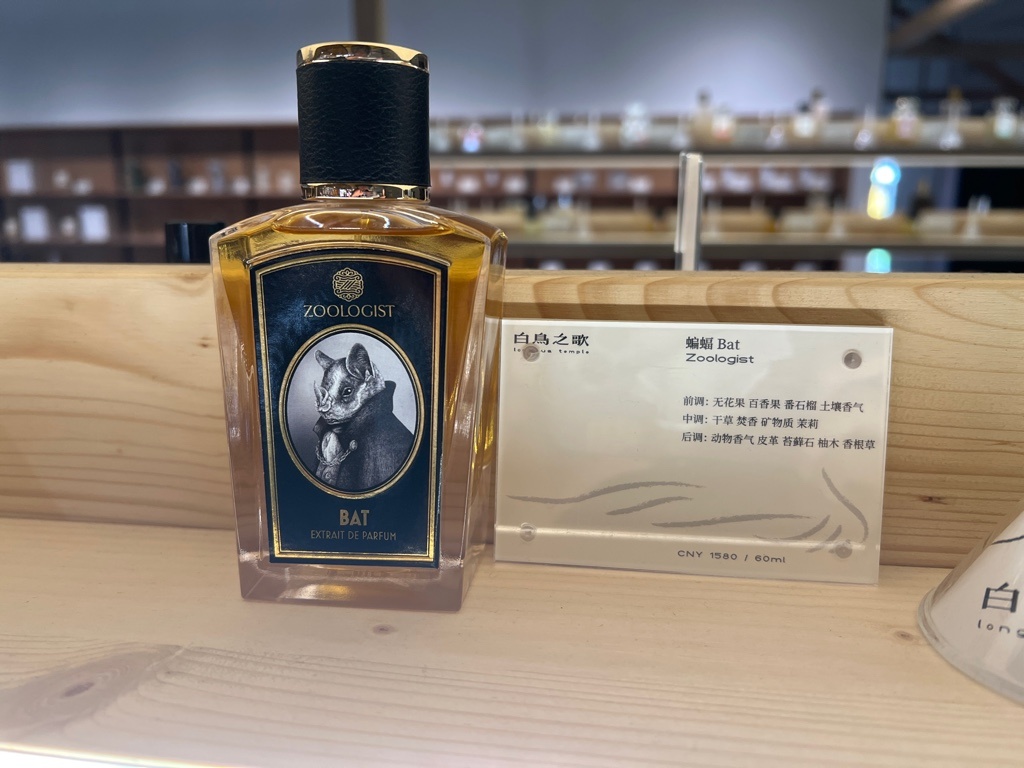 ZOOLOGIST
BAT
EXTRAIT DE PARFUM
白鳥之歌
temple
蝙蝠 Bat
Zoologist
前调: 无花果 百香果 番石榴 土壤香气
中调: 干草 焚香 矿物质 茉莉
后调: 动物香气 皮革 苔藓石 柚木 香根草
CNY 1580 / 60ml
白
long